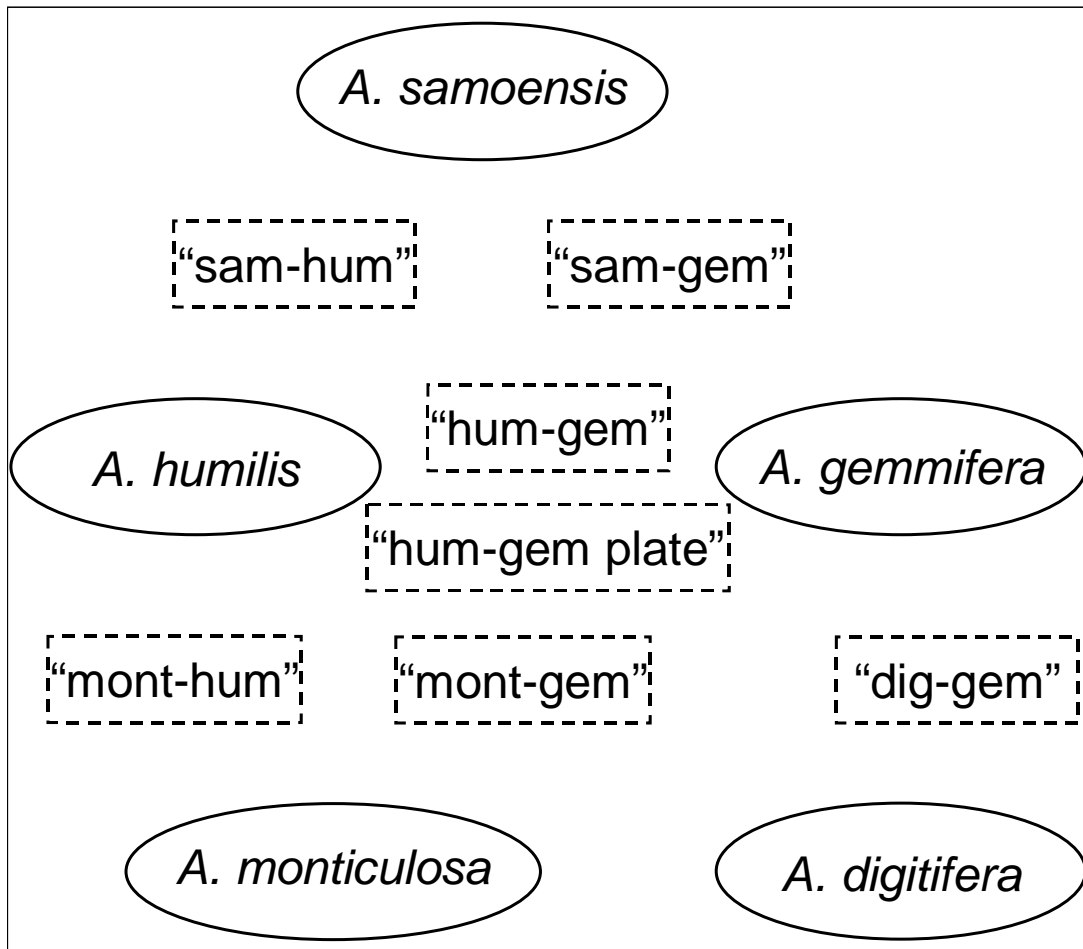 A. samoensis
“sam-hum”
“sam-gem”
“hum-gem”
A. humilis
A. gemmifera
“hum-gem plate”
“mont-hum”
“mont-gem”
“dig-gem”
A. monticulosa
A. digitifera